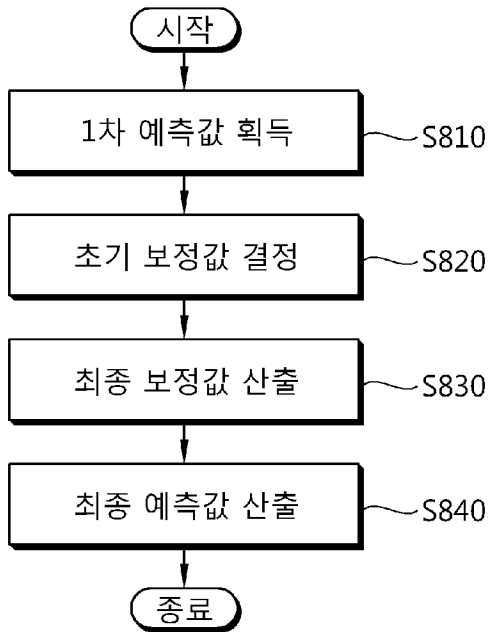 시작
1차 예측값 획득
S810
초기 보정값 결정
S820
최종 보정값 산출
S830
최종 예측값 산출
S840
종료